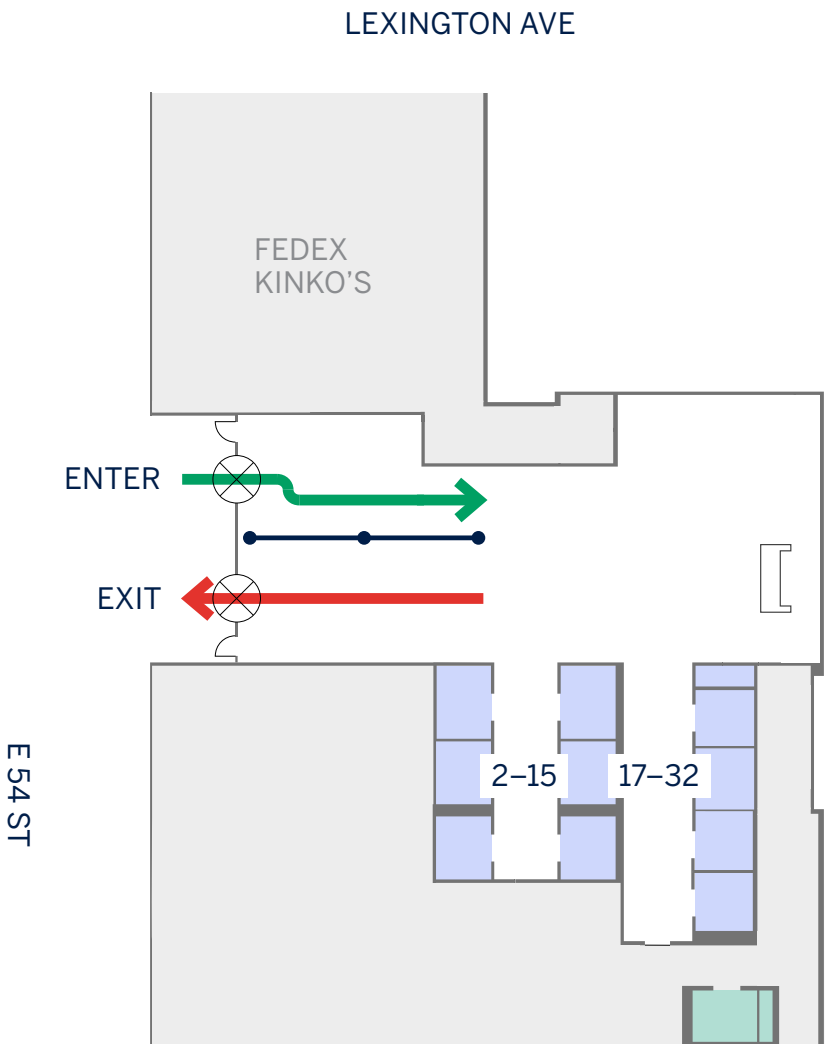 LEXINGTON AVE
FEDEX
KINKO'S
ENTER
EXIT
E 54 ST
2–15
17–32